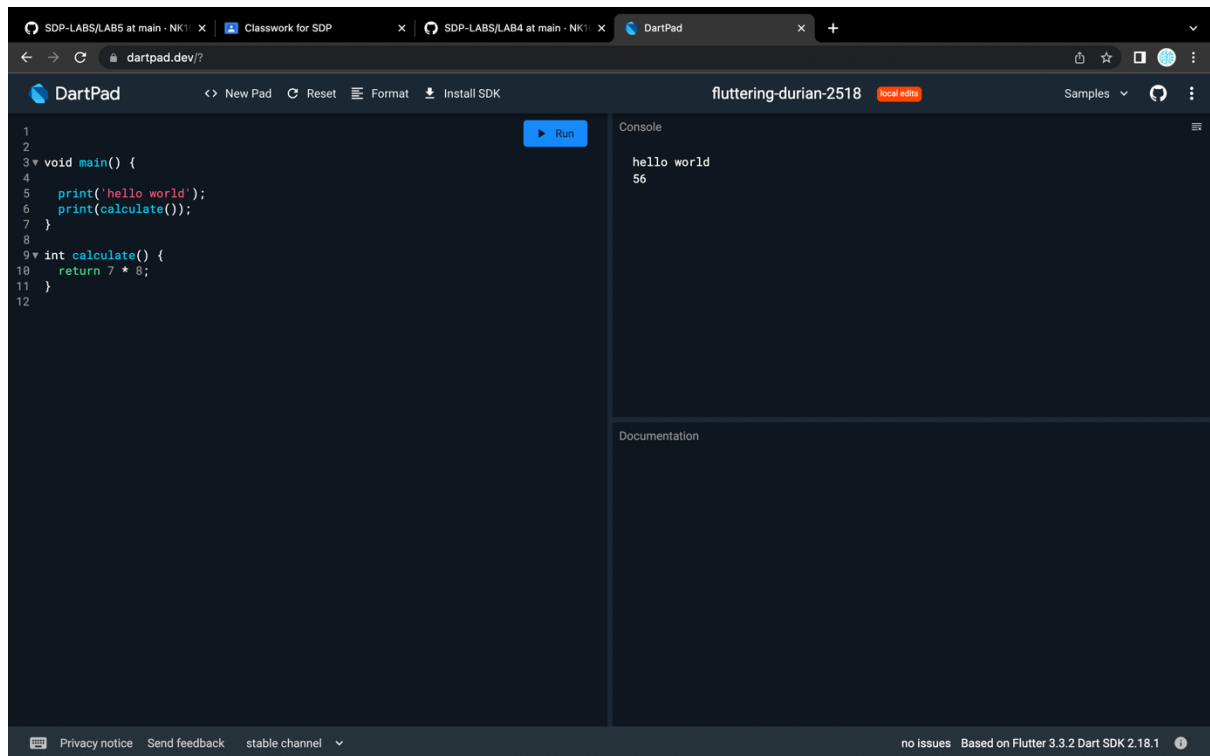 SDP-LABS/LAB5 at main · NK1
Classwork for SDP
SDP-LABS/LAB4 at main · NK1
DartPad
dartpad.dev/?
DartPad
<> New Pad
Reset
Format
Install SDK
fluttering-durian-2518
local edits
Samples
1
2
3 void main() {
4
5 print('hello world');
6 print(calculate());
7 }
8
9 int calculate() {
10 return 7 * 8;
11 }
12
Run
Console
hello world
56
Documentation
Privacy notice
Send feedback
stable channel
no issues
Based on Flutter 3.3.2 Dart SDK 2.18.1